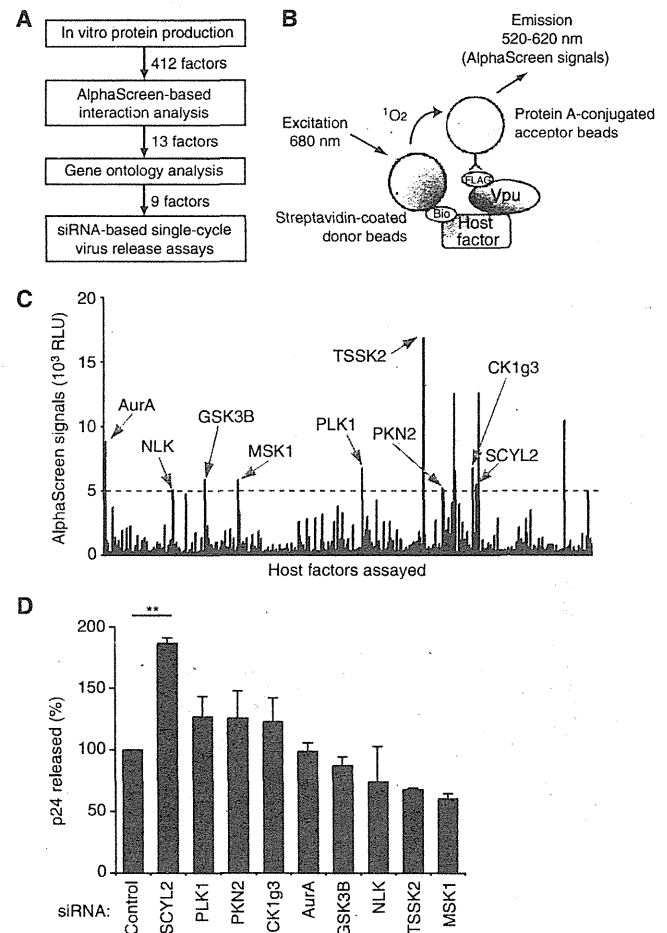 A
In vitro protein production
412 factors
AlphaScreen-based
interaction analysis
13 factors
Gene ontology analysis
9 factors
siRNA-based single-cycle
virus release assays
B
Emission
520-620 nm
(AlphaScreen signals)
¹O2
Excitation
680 nm
Protein A-conjugated
acceptor beads
FLAG
Vpu
Bio
Host
factor
Streptavidin-coated
donor beads
C
AlphaScreen signals (10³ RLU)
20
15
10
5
0
AurA
NLK
GSK3B
MSK1
PLK1
TSSK2
PKN2
CK1g3
SCYL2
Host factors assayed
D
**
p24 released (%)
200
150
100
50
0
siRNA:
Control
SCYL2
PLK1
PKN2
CK1g3
AurA
GSK3B
NLK
TSSK2
MSK1